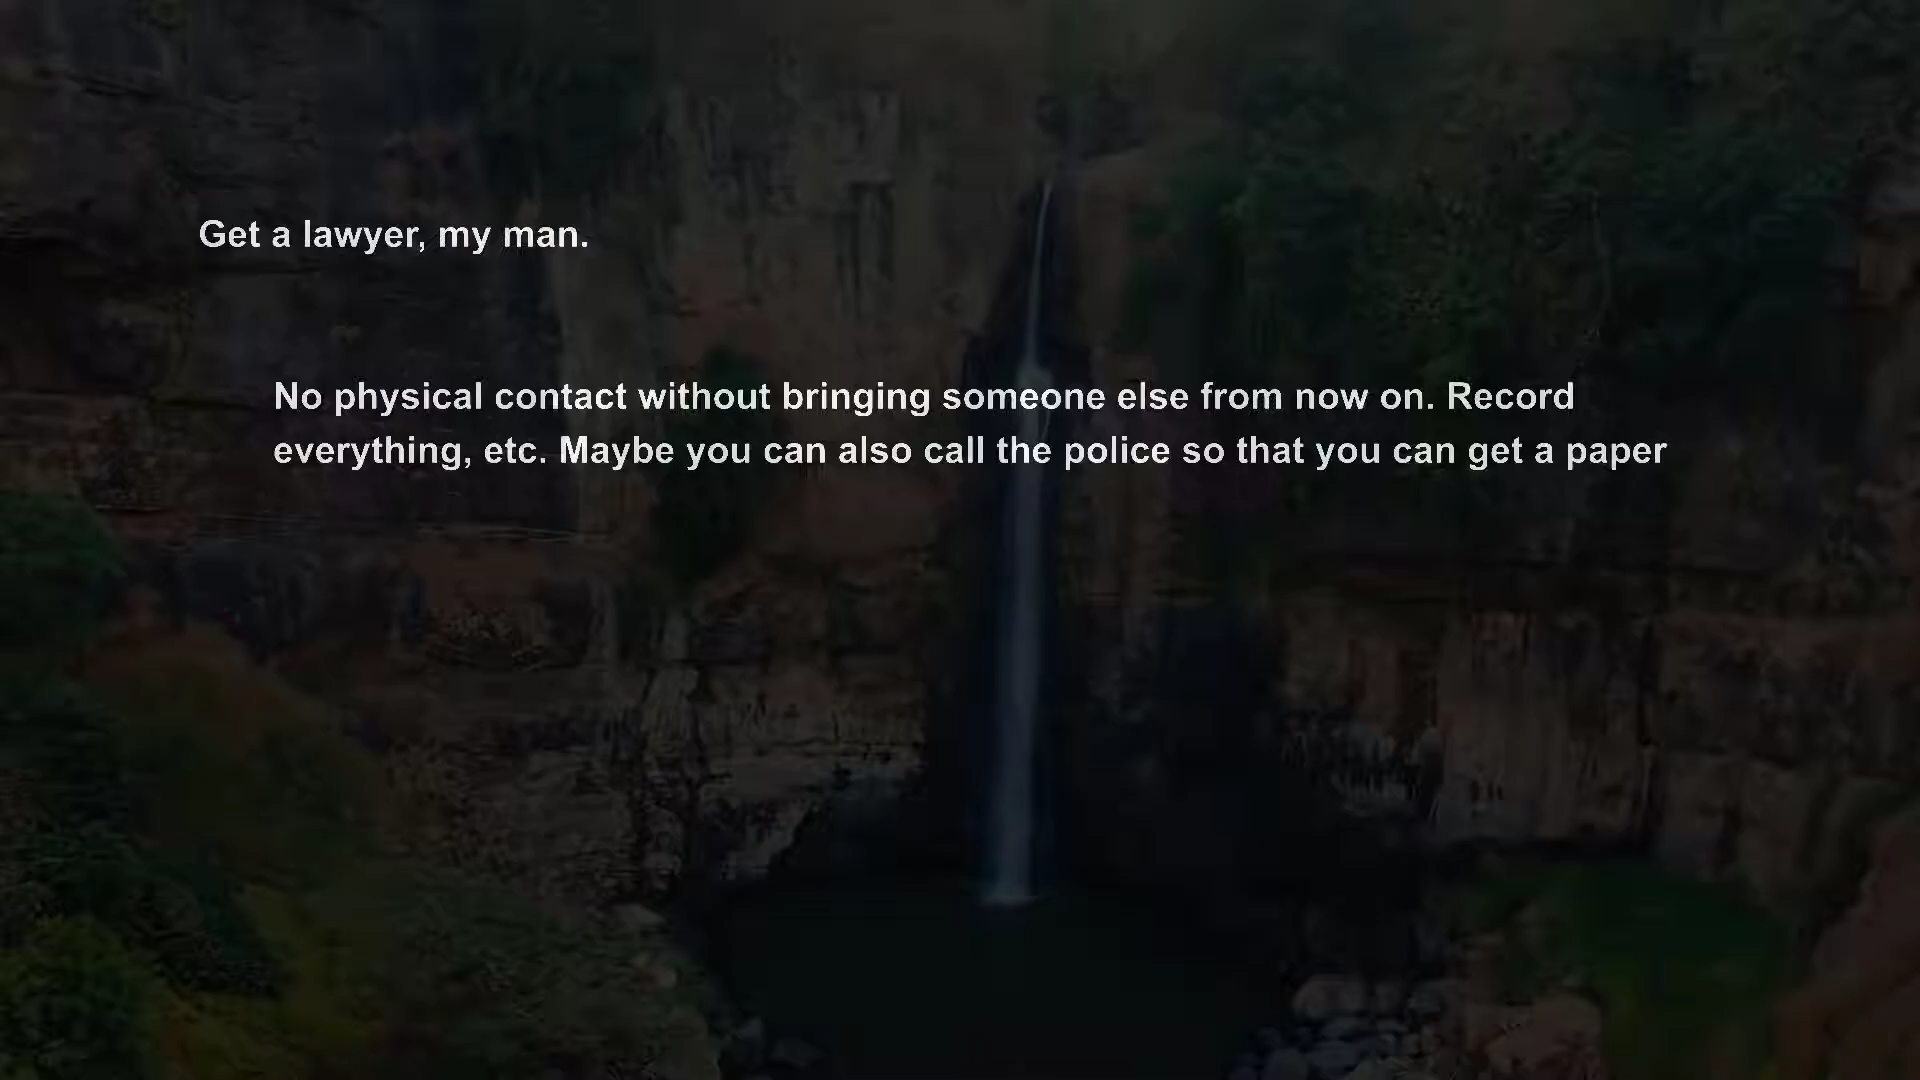 Get a lawyer, my man.
No physical contact without bringing someone else from now on. Record
everything, etc. Maybe you can also call the police so that you can get a paper